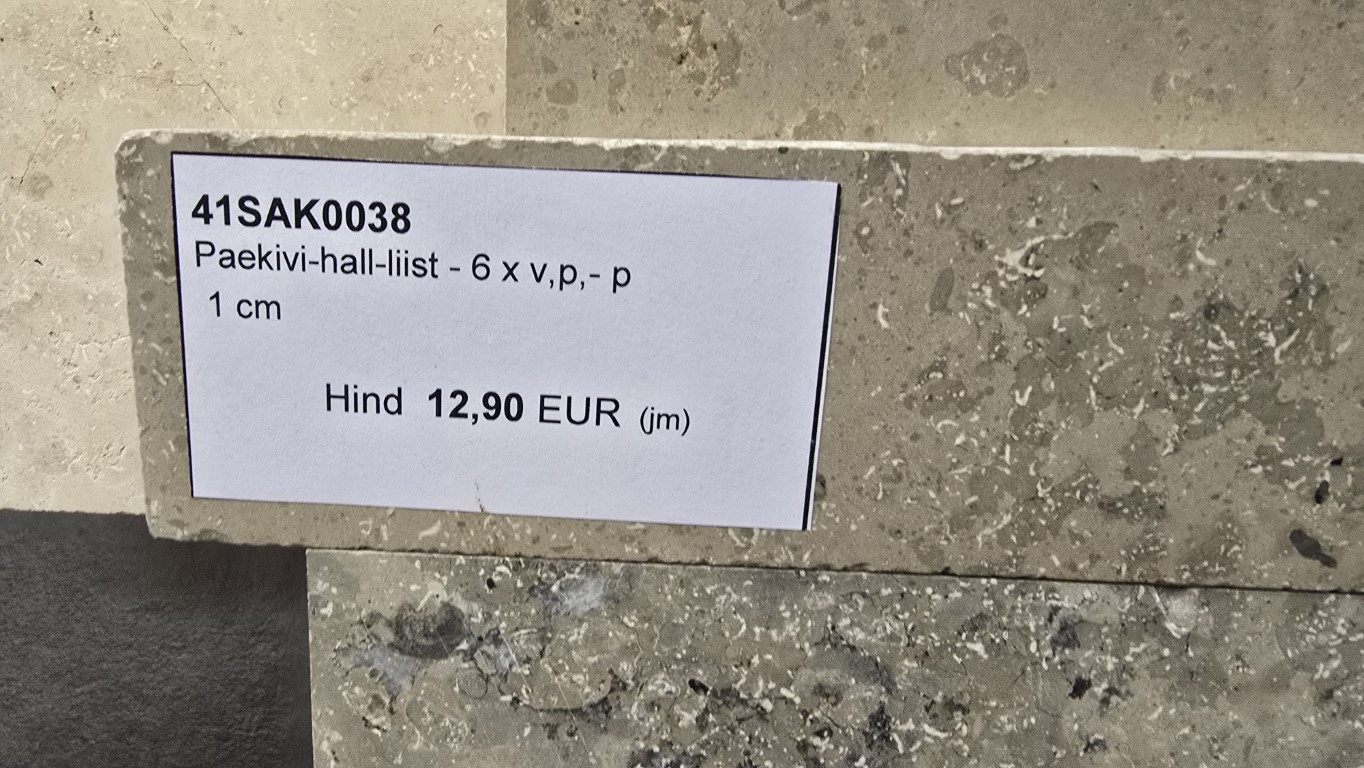 41SAK0038
Paekivi-hall-liist - 6 x v,p,- p
1 cm
Hind 12,90 EUR (jm)